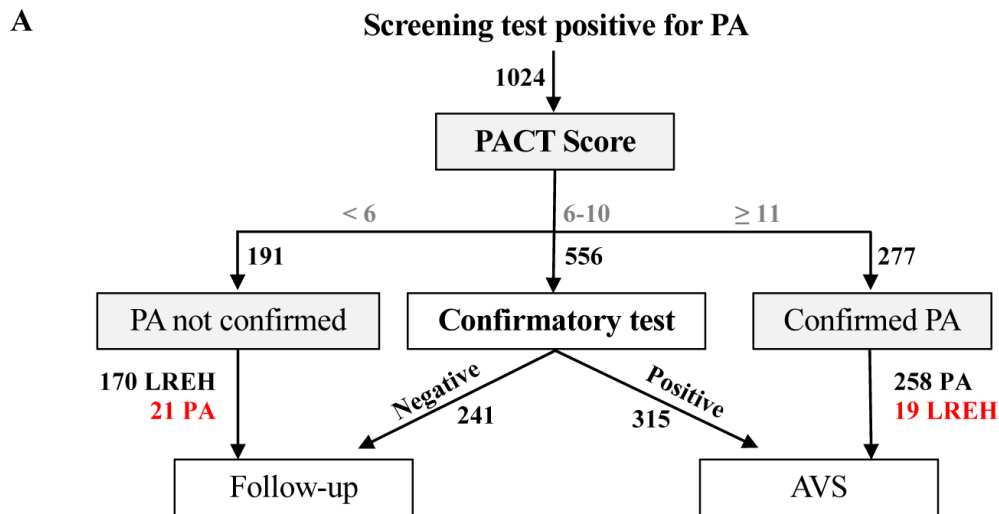 A
Screening test positive for PA
1024
PACT Score
< 6
6-10
≥ 11
191
556
277
PA not confirmed
Confirmatory test
Confirmed PA
170 LREH
21 PA
Negative
241
Positive
315
258 PA
19 LREH
Follow-up
AVS